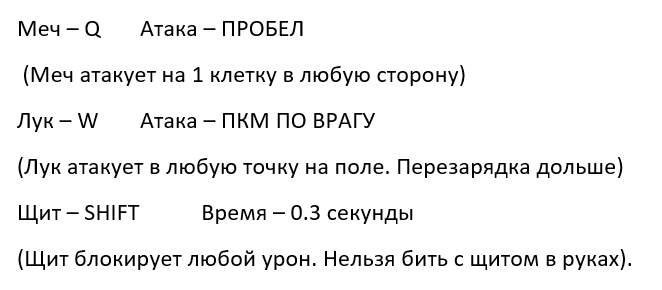 Меч – Q Атака – ПРОБЕЛ
(Меч атакует на 1 клетку в любую сторону)
Лук – W Атака – ПКМ ПО ВРАГУ
(Лук атакует в любую точку на поле. Перезарядка дольше)
Щит – SHIFT Время – 0.3 секунды
(Щит блокирует любой урон. Нельзя бить с щитом в руках).